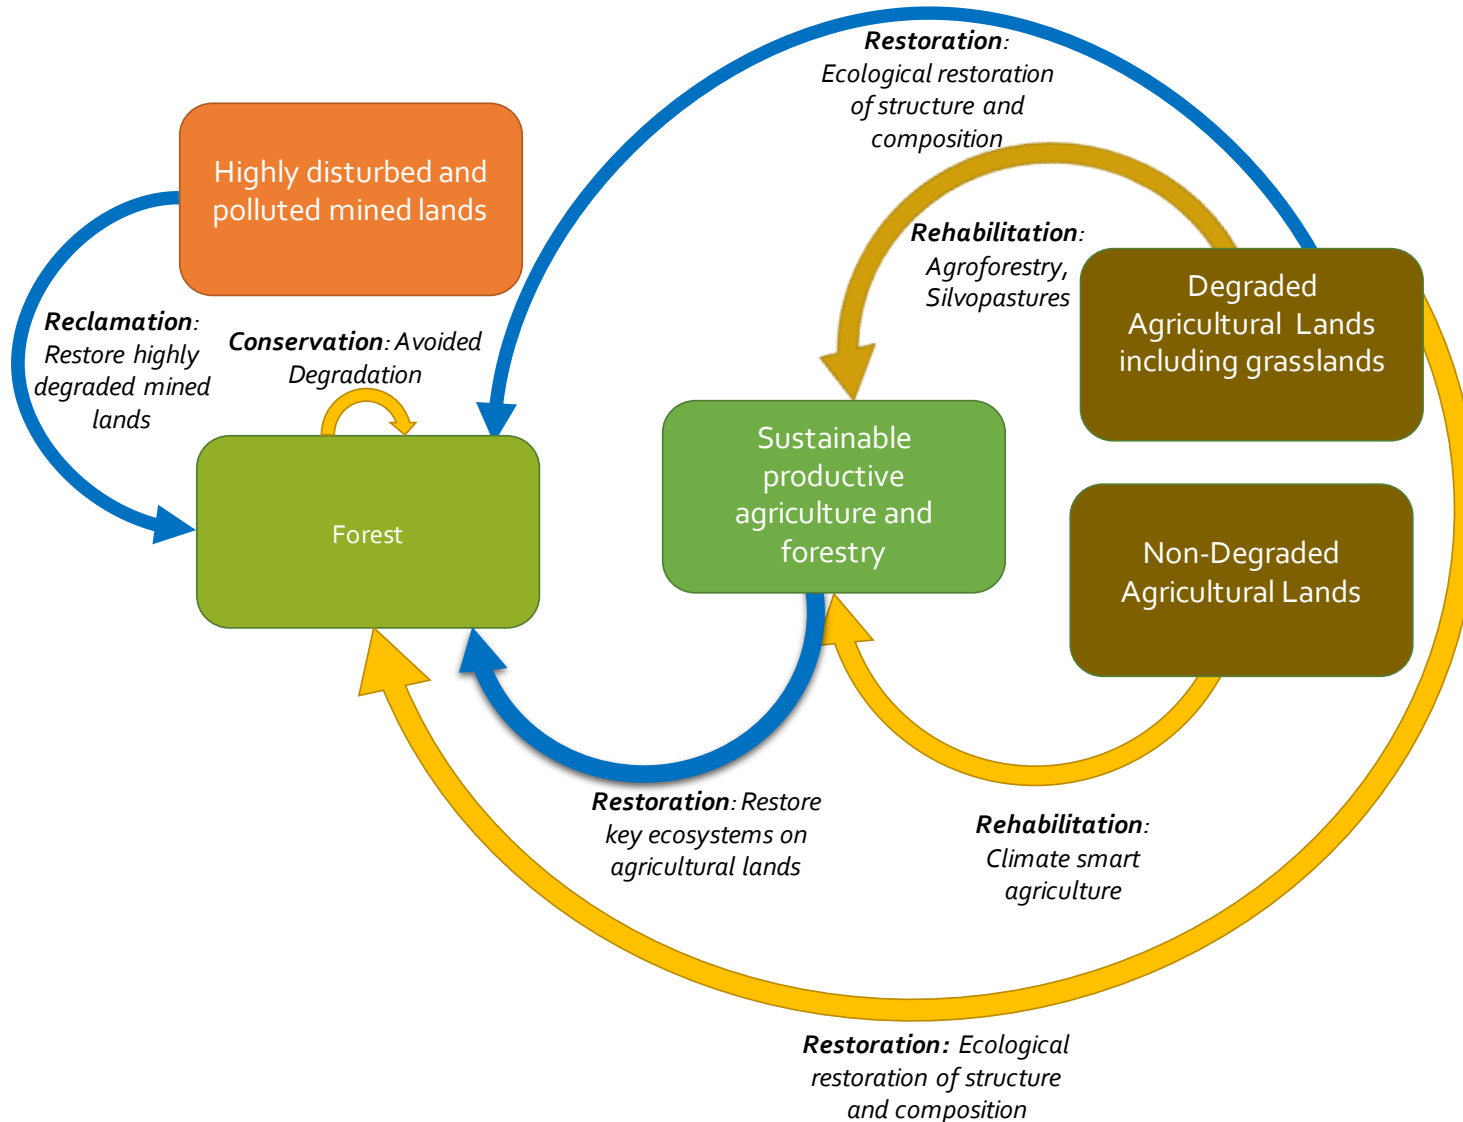 Restoration:
Ecological restoration
of structure and
composition
Highly disturbed and
polluted mined lands
Rehabilitation:
Agroforestry,
Silvopastures
Degraded
Agricultural Lands
including grasslands
Reclamation:
Restore highly
degraded mined
lands
Conservation: Avoided
Degradation
Sustainable
productive
agriculture and
forestry
Forest
Non-Degraded
Agricultural Lands
Restoration: Restore
key ecosystems on
agricultural lands
Rehabilitation:
Climate smart
agriculture
Restoration: Ecological
restoration of structure
and composition